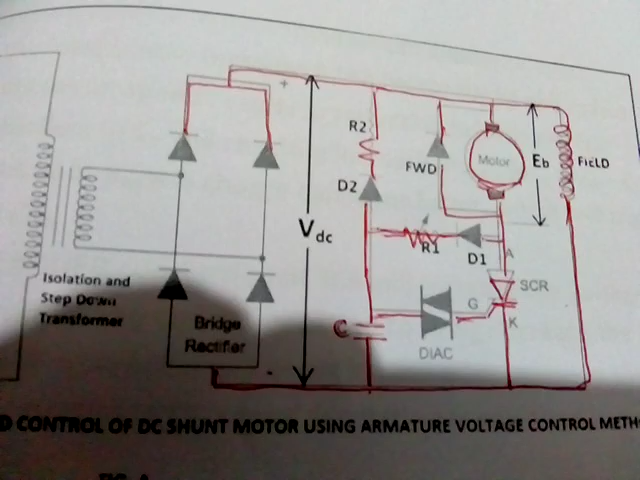 +
R2
FWD
Motor
Eb
FIELD
D2
Vdc
R1
D1
A
Isolation and
Step Down
Transformer
SCR
G
K
C
Bridge
Rectifier
DIAC
-
CONTROL OF DC SHUNT MOTOR USING ARMATURE VOLTAGE CONTROL